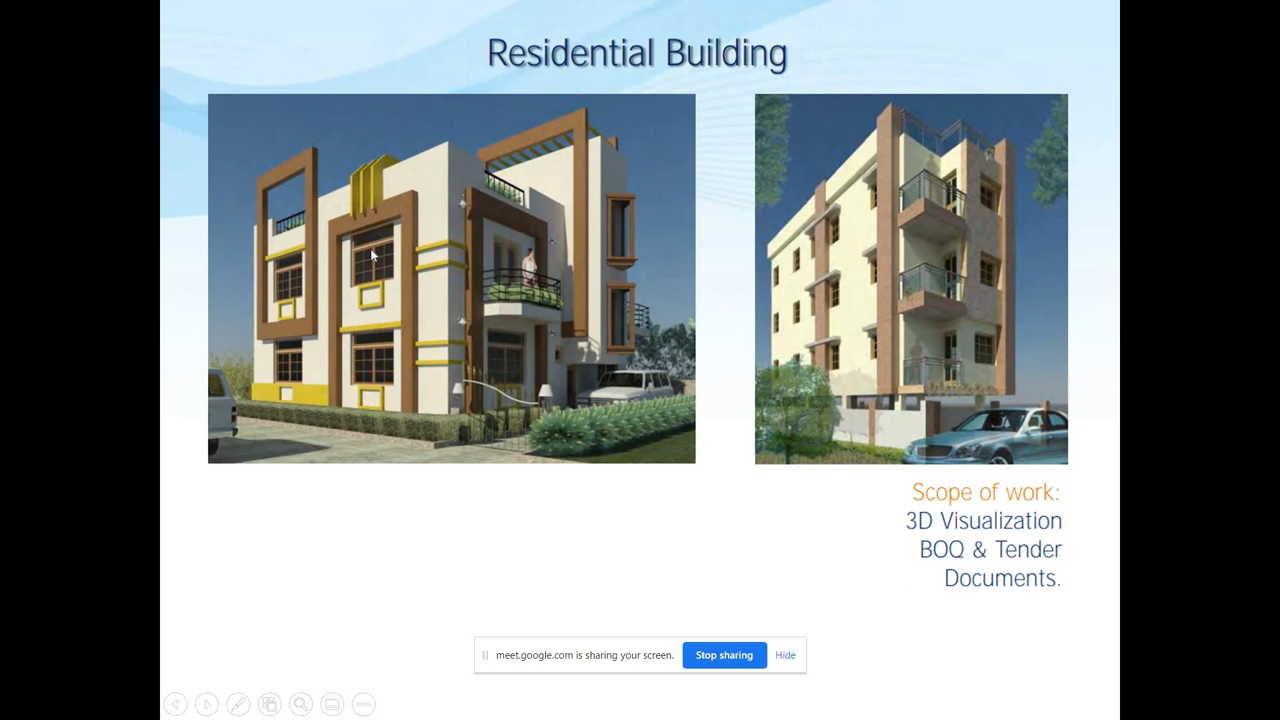 Residential Building
Scope of work:
3D Visualization
BOQ & Tender
Documents.
meet.google.com is sharing your screen.
Stop sharing
Hide